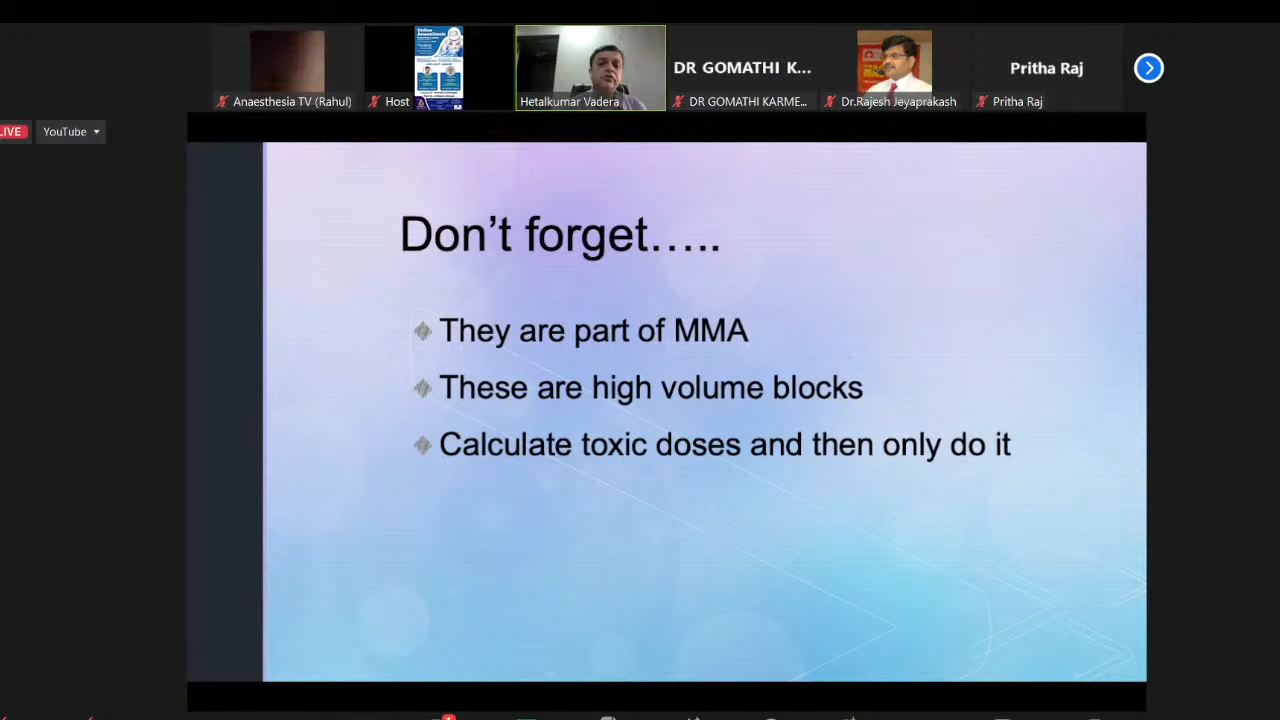 Online
Anaesthesia
DR GOMATHI K...
Pritha Raj
Anaesthesia TV (Rahul)
Host
Hetalkumar Vadera
DR GOMATHI KARME...
Dr.Rajesh Jeyaprakash
Pritha Raj
LIVE
YouTube
Don’t forget.....
They are part of MMA
These are high volume blocks
Calculate toxic doses and then only do it